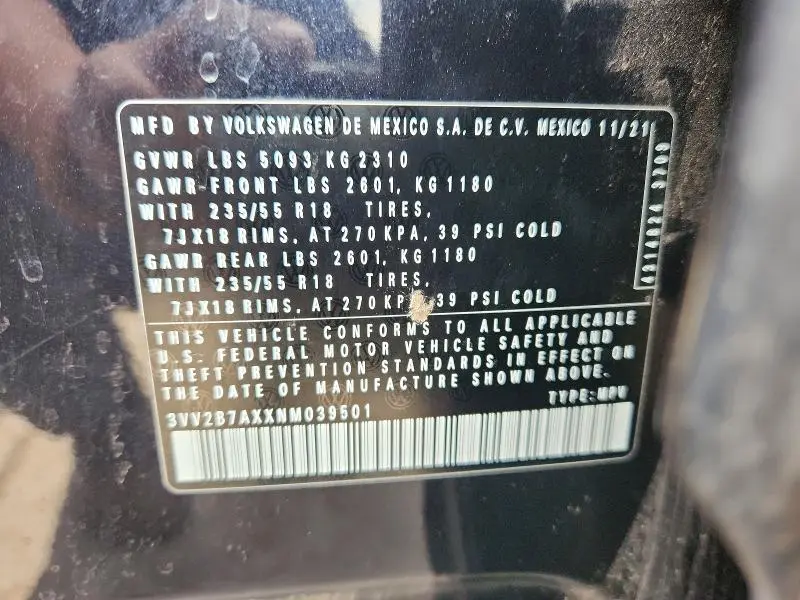 MFD BY VOLKSWAGEN DE MEXICO S.A. DE C.V. MEXICO 11/21
GVWR LBS 5093 KG 2310
GAWR-FRONT LBS 2601, KG 1180
WITH 235/55 R18 TIRES,
7JX18 RIMS, AT 270 KPA, 39 PSI COLD
GAWR REAR LBS 2601, KG 1180
WITH 235/55 R18 TIRES,
7JX18 RIMS, AT 270 KPA, 39 PSI COLD
THIS VEHICLE CONFORMS TO ALL APPLICABLE
U.S. FEDERAL MOTOR VEHICLE SAFETY AND
THEFT PREVENTION STANDARDS IN EFFECT ON
THE DATE OF MANUFACTURE SHOWN ABOVE.
3VV2B7AXXNM039501 TYPE: MPV